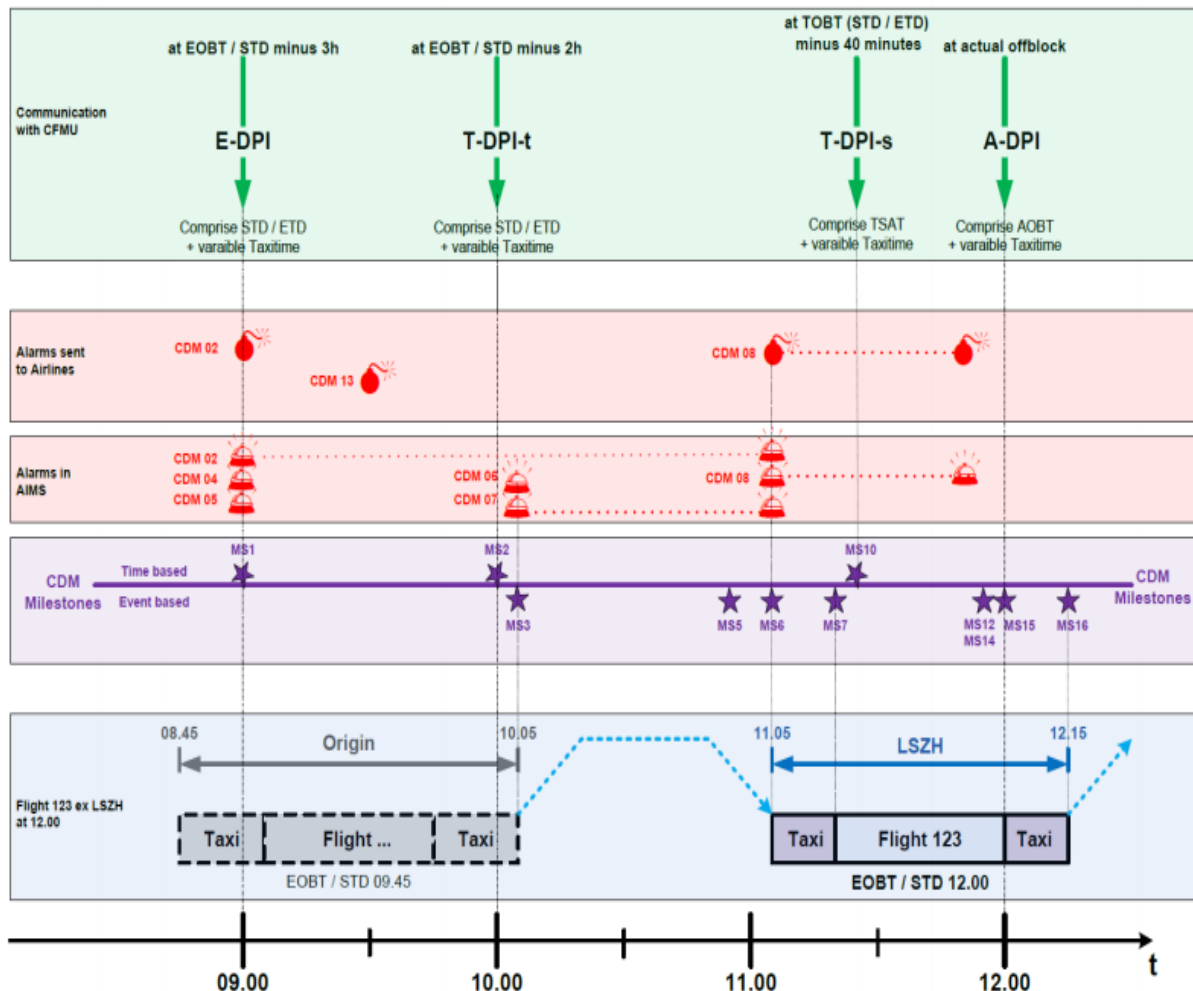 at EOBT / STD minus 3h
at EOBT / STD minus 2h
at TOBT (STD / ETD)
minus 40 minutes
at actual offblock
Communication
with CFMU
E-DPI
T-DPI-t
T-DPI-s
A-DPI
Comprise STD / ETD
+ varaible Taxitime
Comprise STD / ETD
+ varaible Taxitime
Comprise TSAT
+ varaible Taxitime
Comprise AOBT
+ varaible Taxitime
Alarms sent
to Airlines
CDM 02
CDM 13
CDM 08
Alarms in
AIMS
CDM 02
CDM 04
CDM 05
CDM 06
CDM 07
CDM 08
CDM
Milestones
Time based
Event based
MS1
MS2
MS10
MS3
MS5
MS6
MS7
MS12
MS14
MS15
MS16
CDM
Milestones
08.45
Origin
10.05
11.05
LSZH
12.15
Flight 123 ex LSZH
at 12.00
Taxi
Flight ...
Taxi
Taxi
Flight 123
Taxi
EOBT / STD 09.45
EOBT / STD 12.00
09.00
10.00
11.00
12.00
t